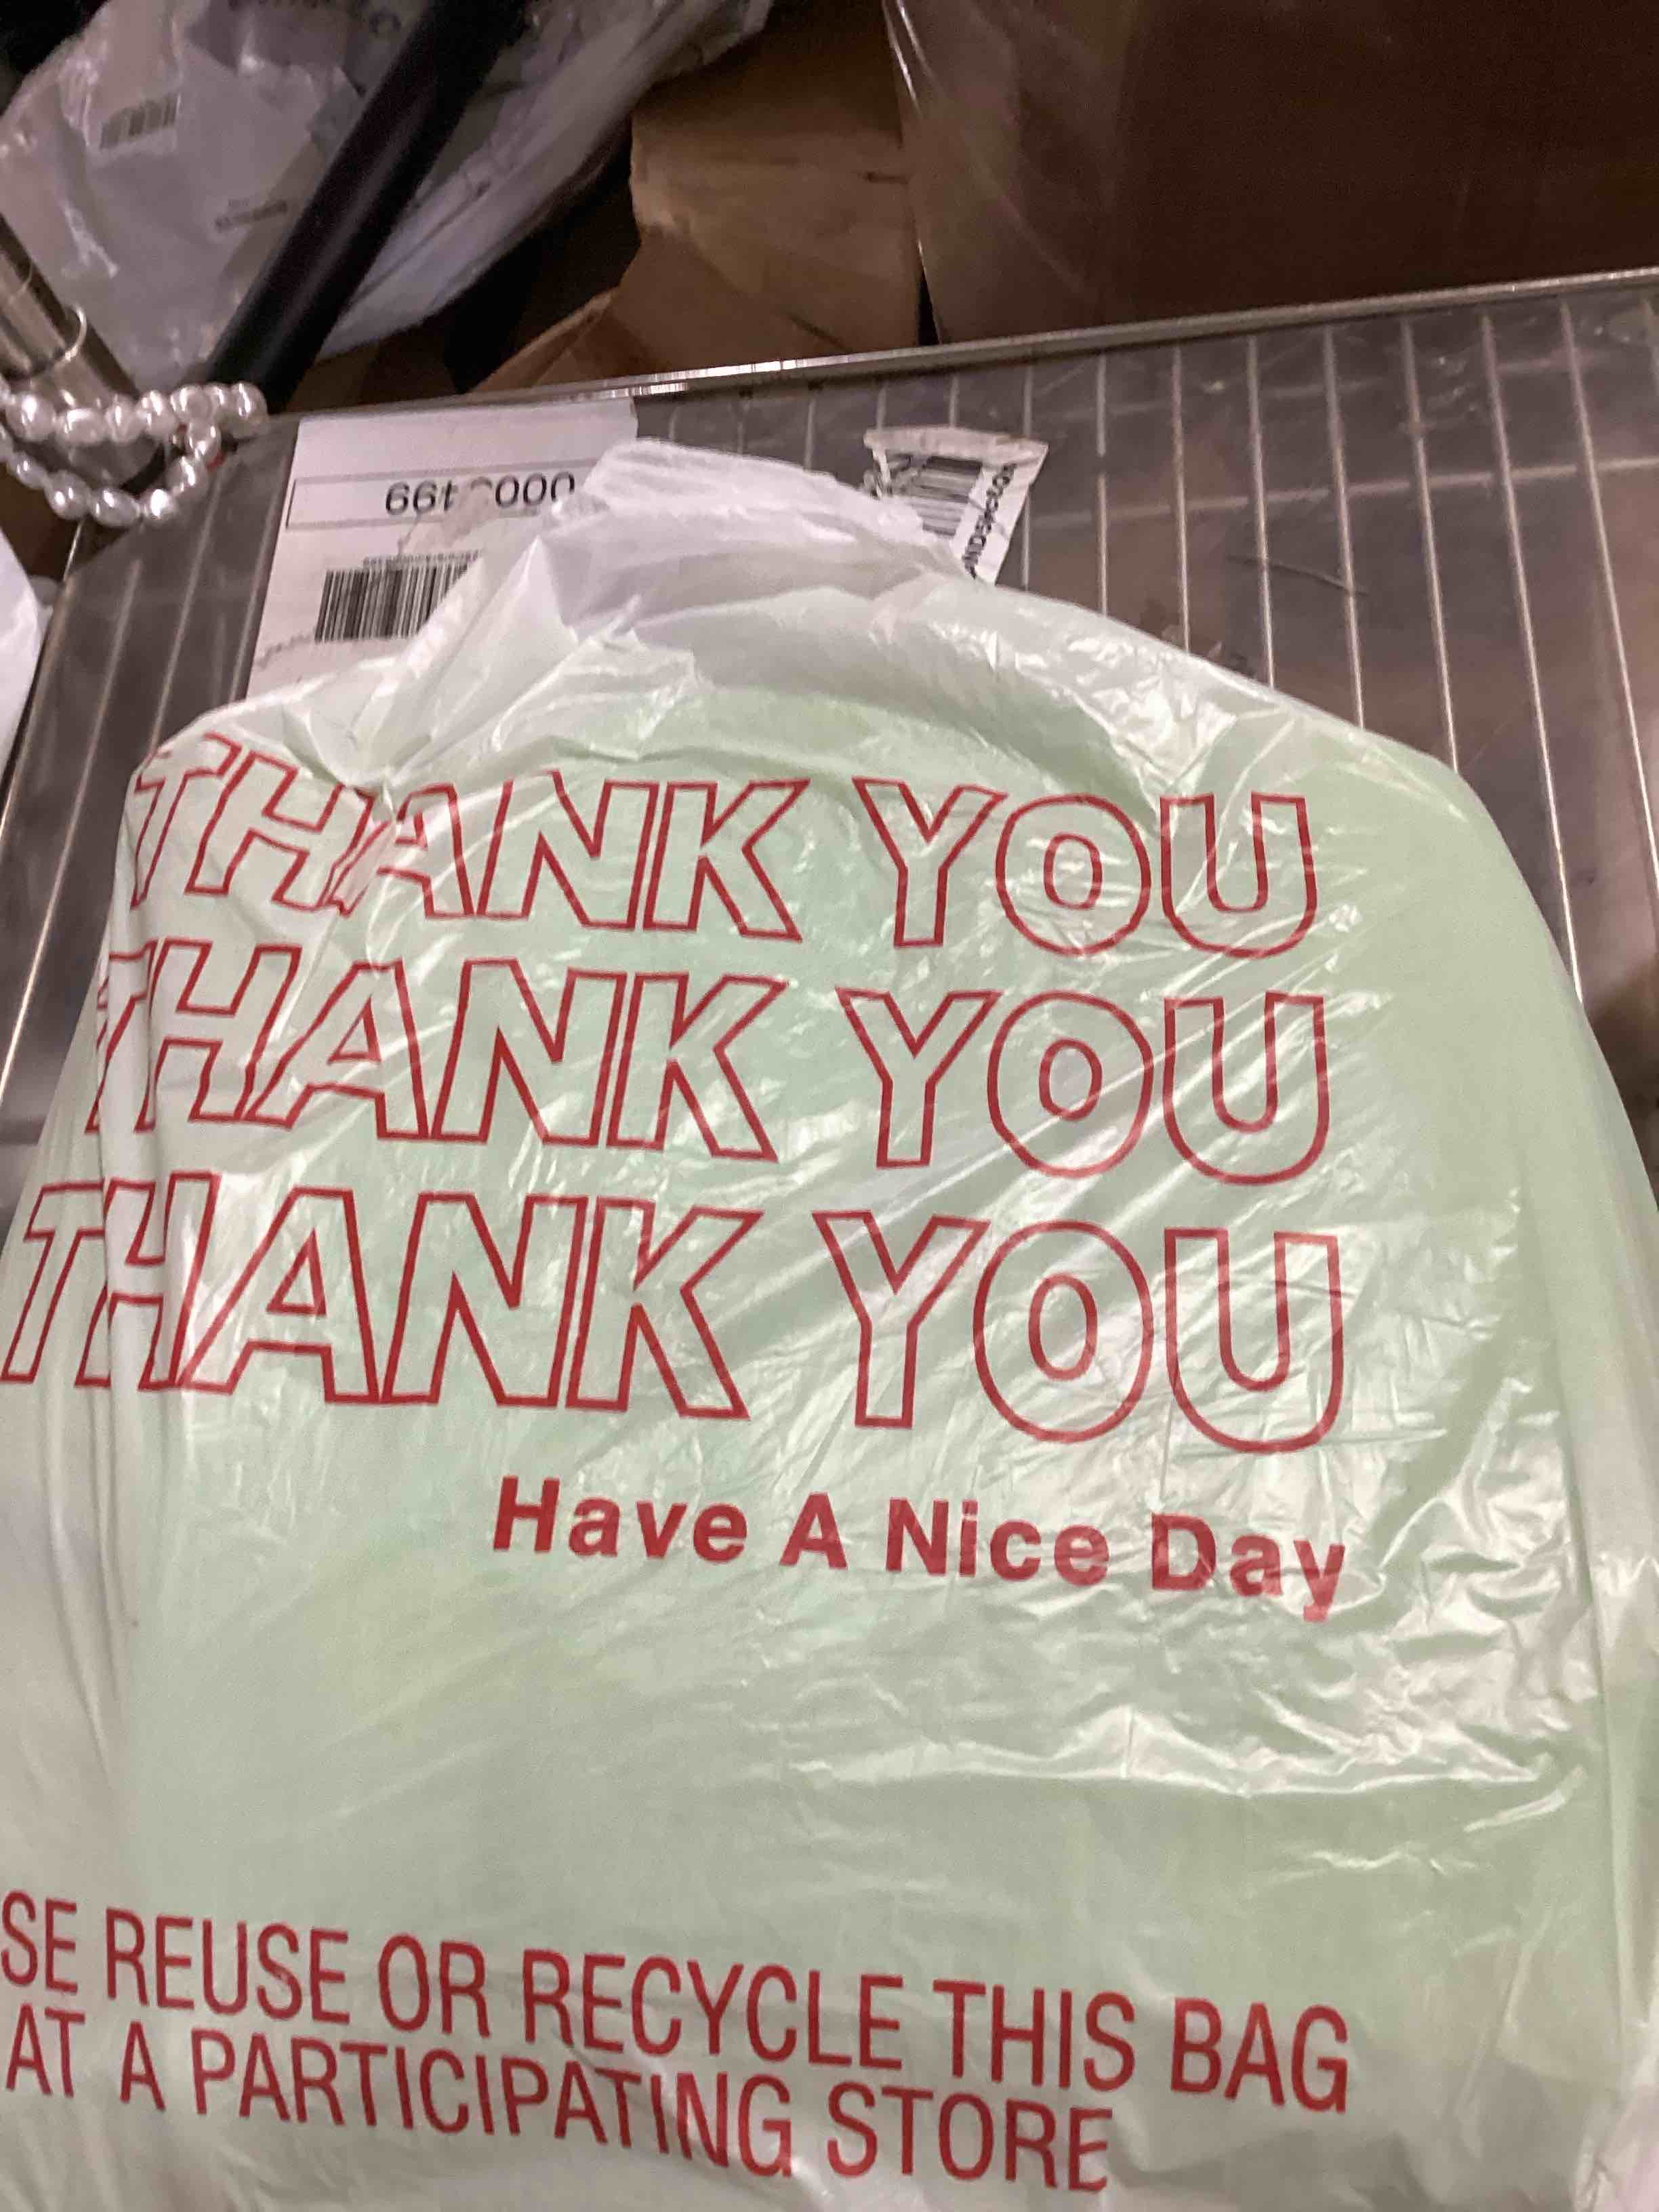 THANK YOU
THANK YOU
THANK YOU
Have A Nice Day
SE REUSE OR RECYCLE THIS BAG
AT A PARTICIPATING STORE